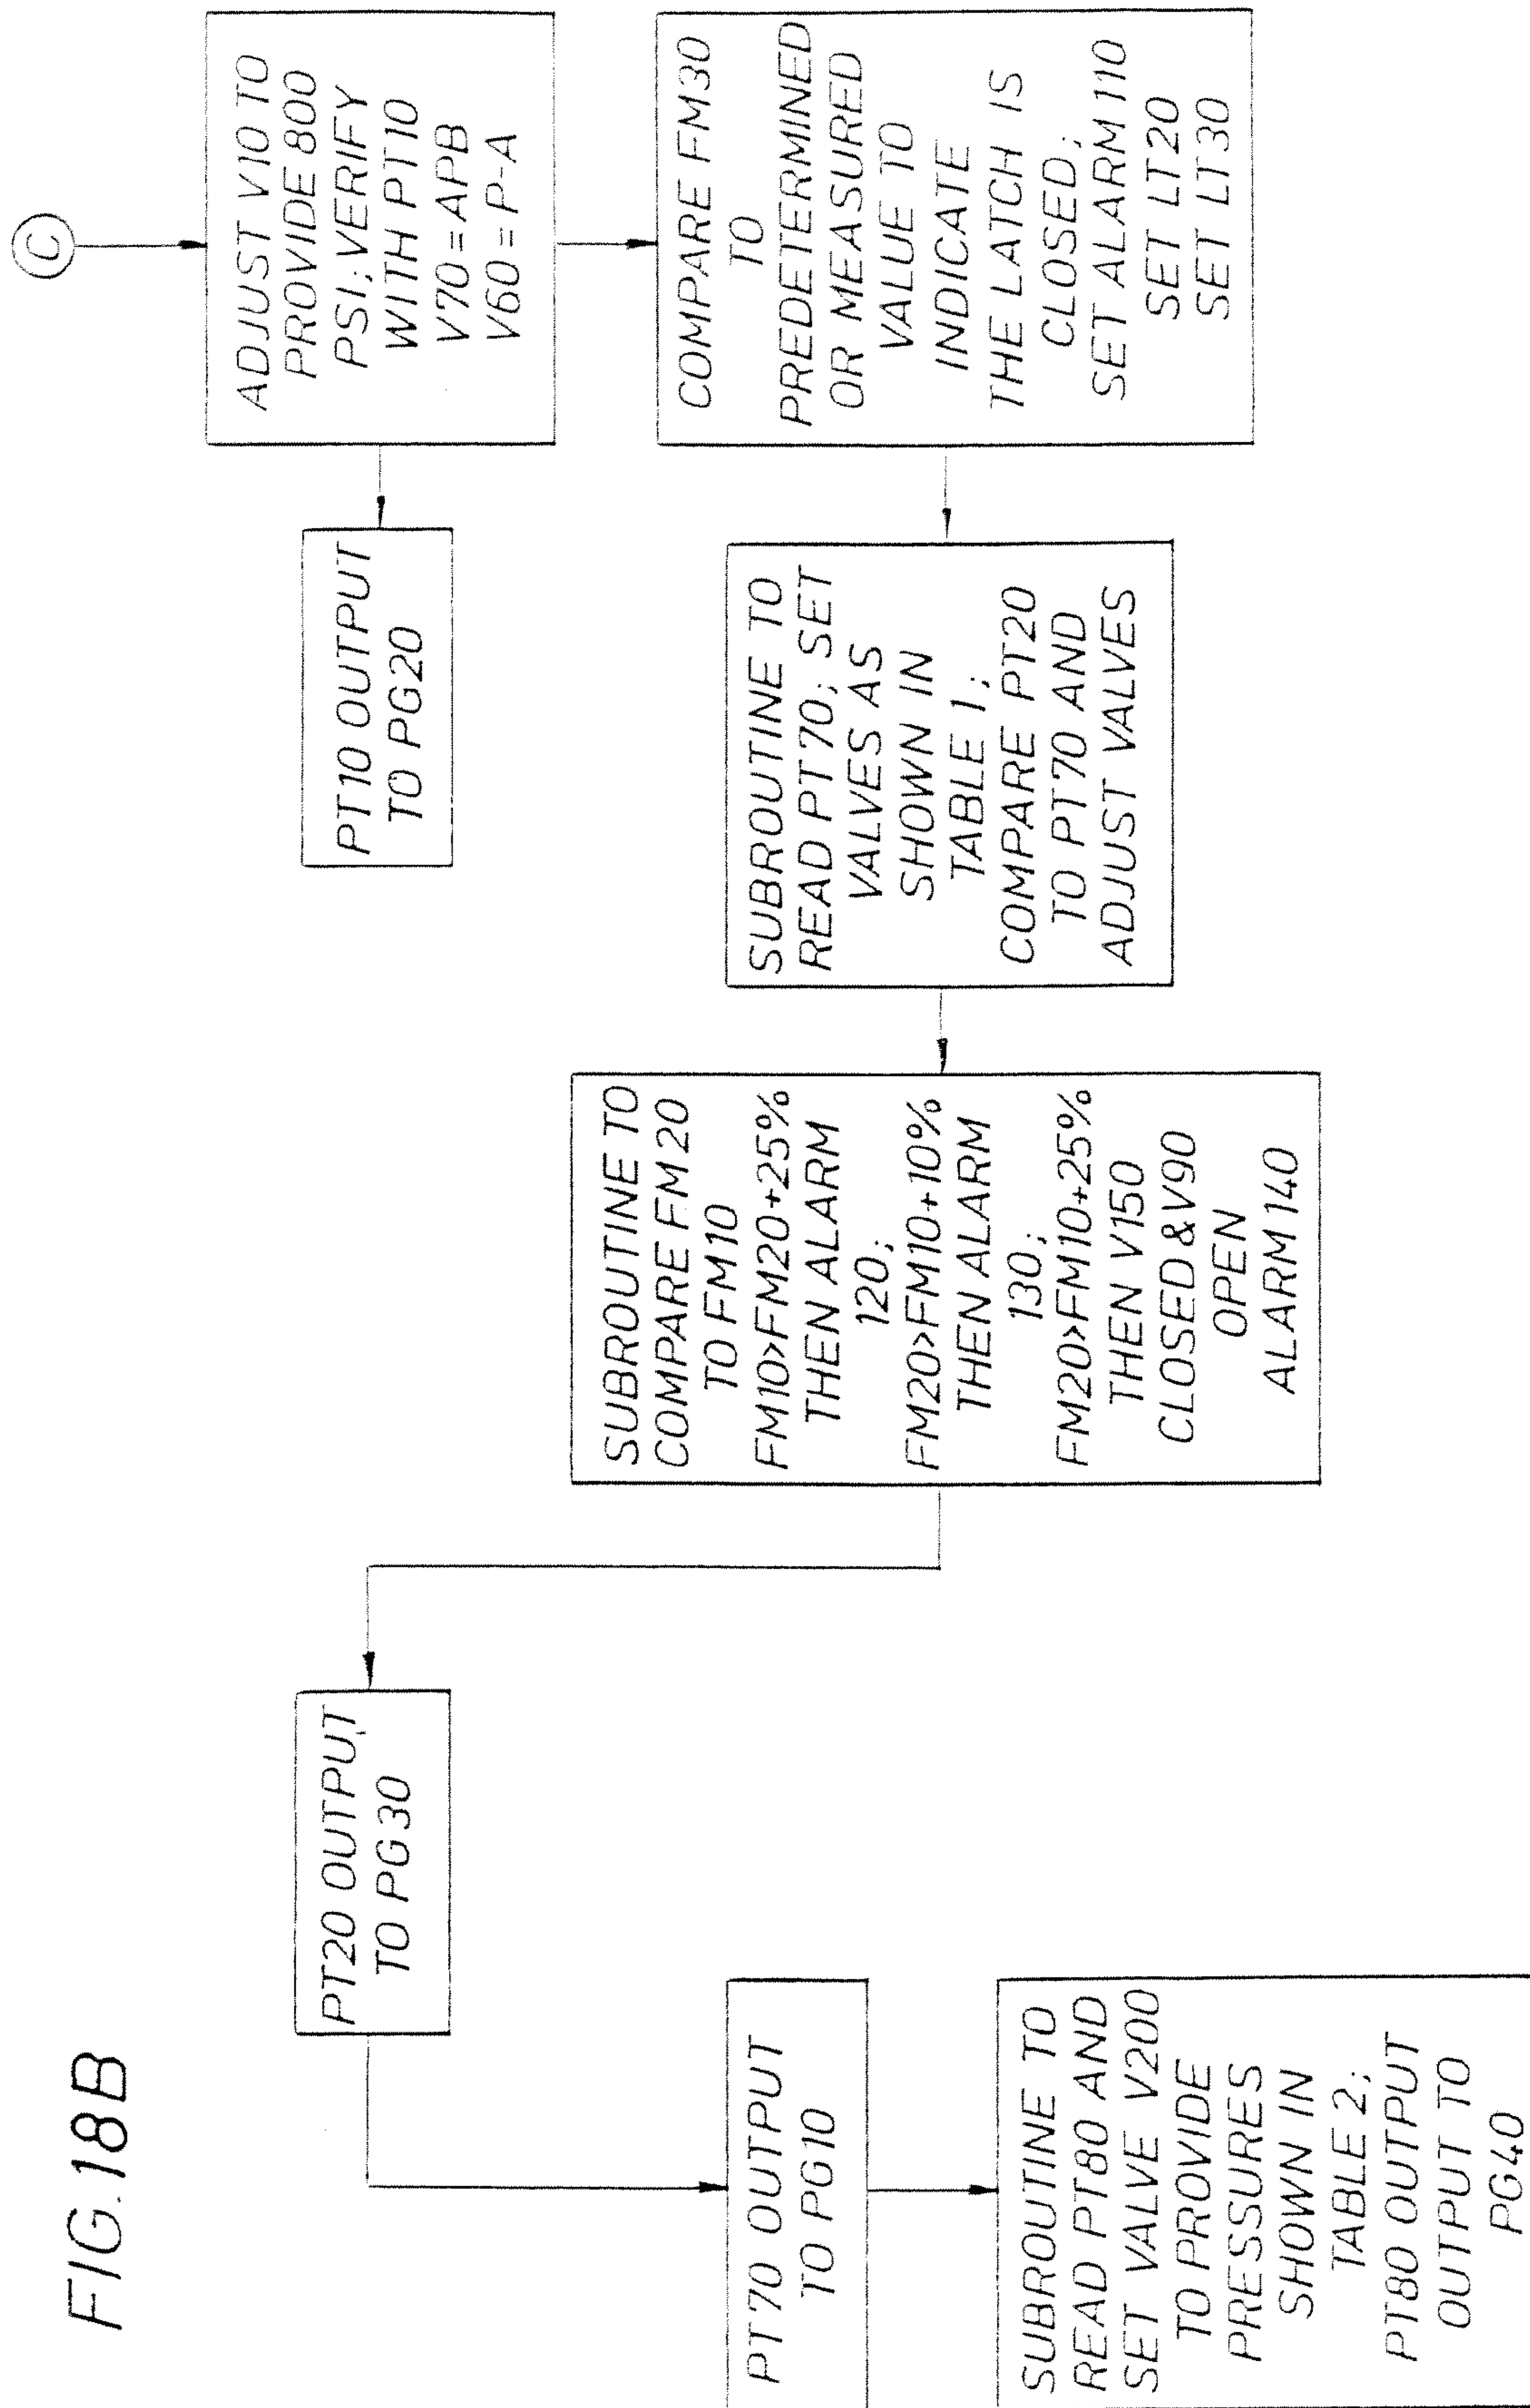 FIG. 18B
C
ADJUST V10 TO
PROVIDE 800
PSI; VERIFY
WITH PT10
V70=APB
V60=P-A
PT10 OUTPUT
TO PG20
COMPARE FM30
TO
PREDETERMINED
OR MEASURED
VALUE TO
INDICATE
THE LATCH IS
CLOSED;
SET ALARM 110
SET LT20
SET LT30
SUBROUTINE TO
READ PT70; SET
VALVES AS
SHOWN IN
TABLE 1;
COMPARE PT20
TO PT70 AND
ADJUST VALVES
SUBROUTINE TO
COMPARE FM20
TO FM10
FM10>FM20+25%
THEN ALARM
120;
FM20>FM10+10%
THEN ALARM
130;
FM20>FM10+25%
THEN V150
CLOSED & V90
OPEN
ALARM 140
PT20 OUTPUT
TO PG30
PT70 OUTPUT
TO PG10
SUBROUTINE TO
READ PT80 AND
SET VALVE V200
TO PROVIDE
PRESSURES
SHOWN IN
TABLE 2;
PT80 OUTPUT
OUTPUT TO
PG40